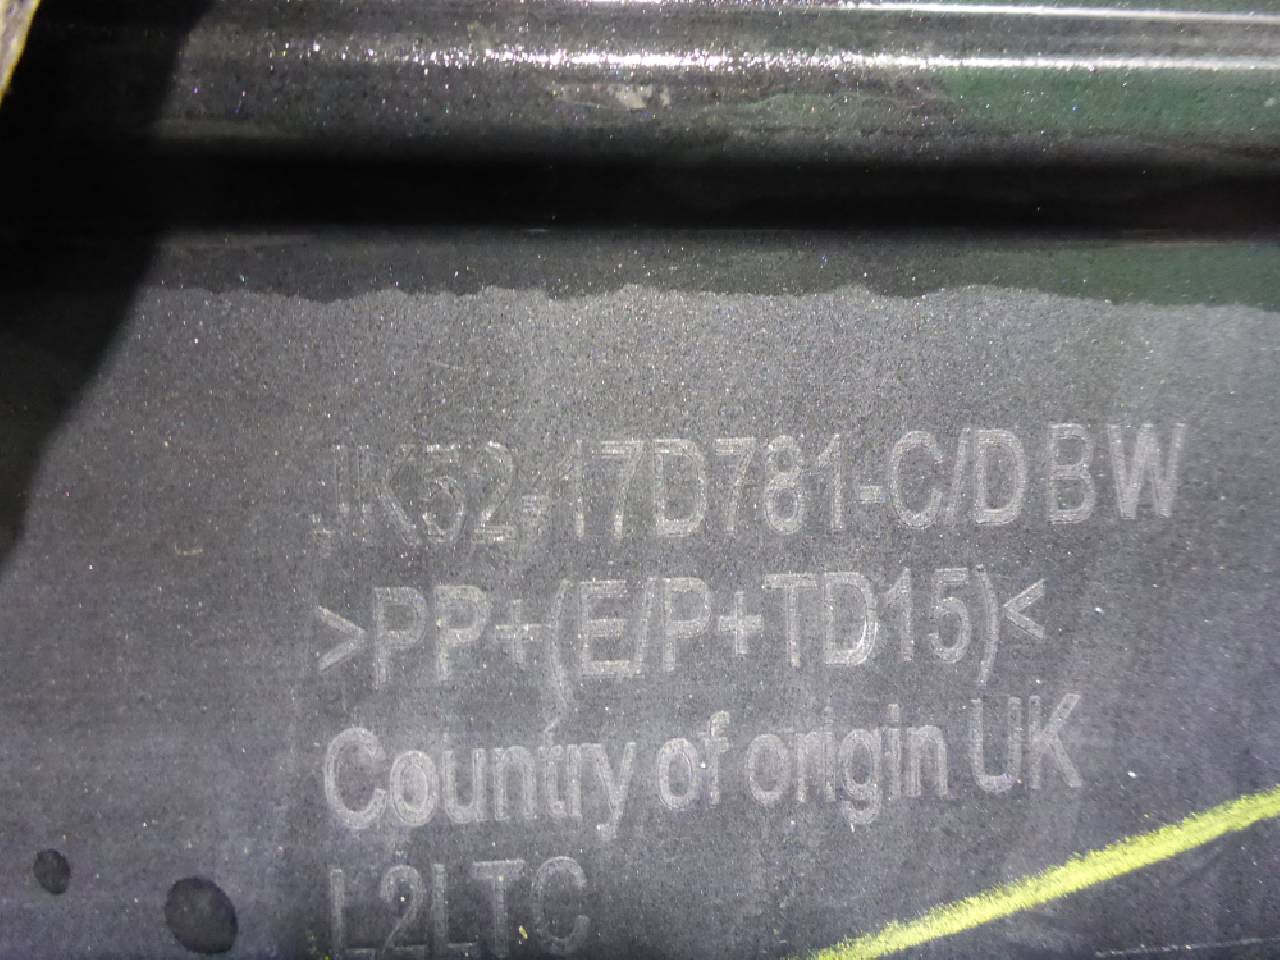 JK52-17D781-C/D BW
>PP+(E/P+TD15)<
Country of origin UK
L2LTC